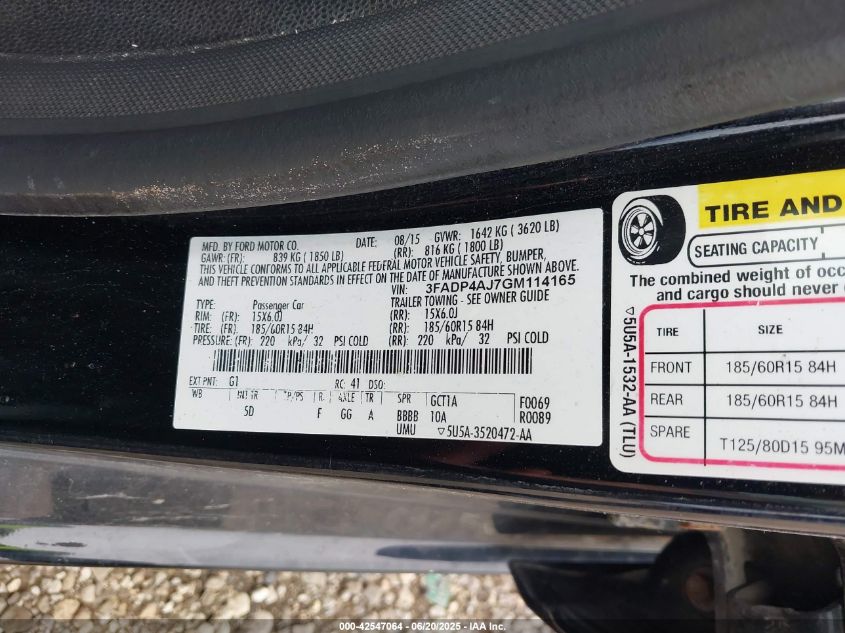 MFD. BY FORD MOTOR CO.
DATE: 08/15 GVWR: 1642 KG ( 3620 LB)
GAWR: (FR): 839 KG ( 1850 LB) (RR): 816 KG ( 1800 LB)
THIS VEHICLE CONFORMS TO ALL APPLICABLE FEDERAL MOTOR VEHICLE SAFETY, BUMPER,
AND THEFT PREVENTION STANDARDS IN EFFECT ON THE DATE OF MANUFACTURE SHOWN ABOVE.
VIN: 3FADP4AJ7GM114165
TYPE: Passenger Car TRAILER TOWING - SEE OWNER GUIDE
RIM: (FR): 15X6.0J (RR): 15X6.0J
TIRE: (FR): 185/60R15 84H (RR): 185/60R15 84H
PRESSURE: (FR): 220 kPa/ 32 PSI COLD (RR): 220 kPa/ 32 PSI COLD
EXT PNT: G1 RC: 41 DSO:
WB INT TR TP/PS R AXLE TR SPR GCT1A F0069
5D F GG A BBBB 10A R0089
UMU ▽5U5A-3520472-AA
TIRE AND
SEATING CAPACITY
The combined weight of occ
and cargo should never
▽5U5A-1532-AA (TLU)
TIRE SIZE
FRONT 185/60R15 84H
REAR 185/60R15 84H
SPARE T125/80D15 95M
000-42547064 - 06/20/2025 - IAA, Inc.